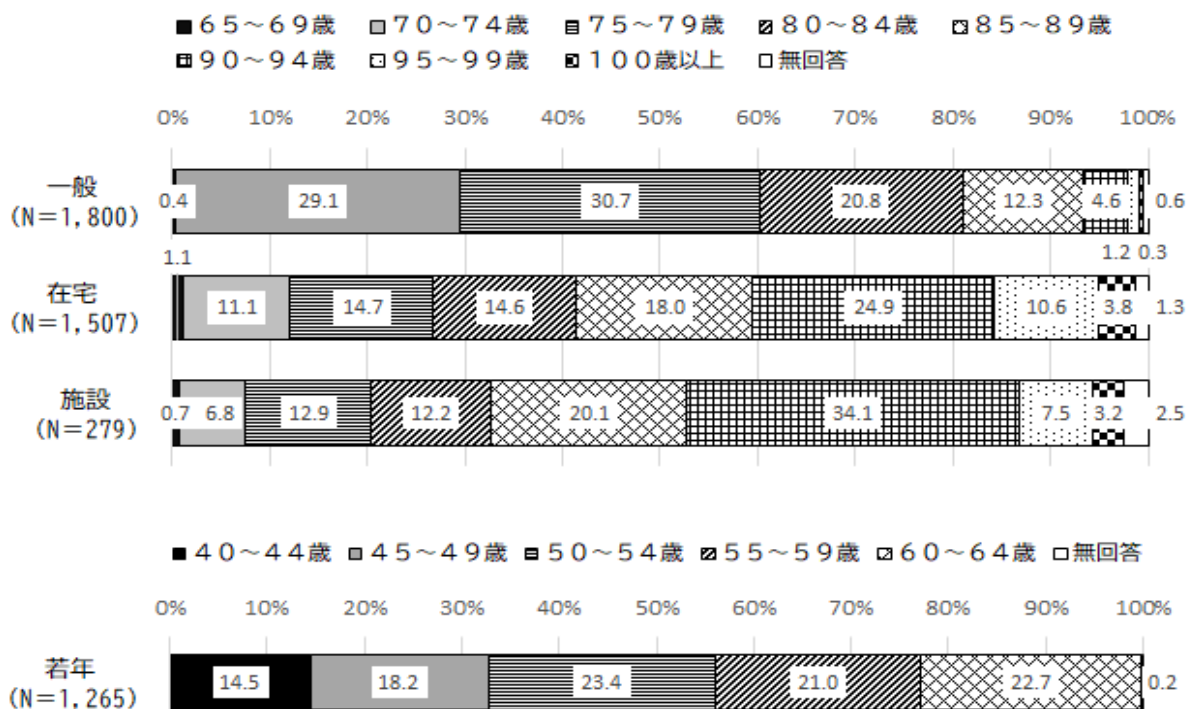 ■６５～６９歳 ■７０～７４歳 ■７５～７９歳 ■８０～８４歳 ■８５～８９歳
■９０～９４歳 □９５～９９歳 ■１００歳以上 □無回答
0% 10% 20% 30% 40% 50% 60% 70% 80% 90% 100%
一般
(N=1,800)
0.4 29.1 30.7 20.8 12.3 4.6 0.6
1.2 0.3
1.1
在宅
(N=1,507)
11.1 14.7 14.6 18.0 24.9 10.6 3.8 1.3
施設
(N=279)
0.7 6.8 12.9 12.2 20.1 34.1 7.5 3.2 2.5
■４０～４４歳 ■４５～４９歳 ■５０～５４歳 ■５５～５９歳 ■６０～６４歳 □無回答
0% 10% 20% 30% 40% 50% 60% 70% 80% 90% 100%
若年
(N=1,265)
14.5 18.2 23.4 21.0 22.7 0.2